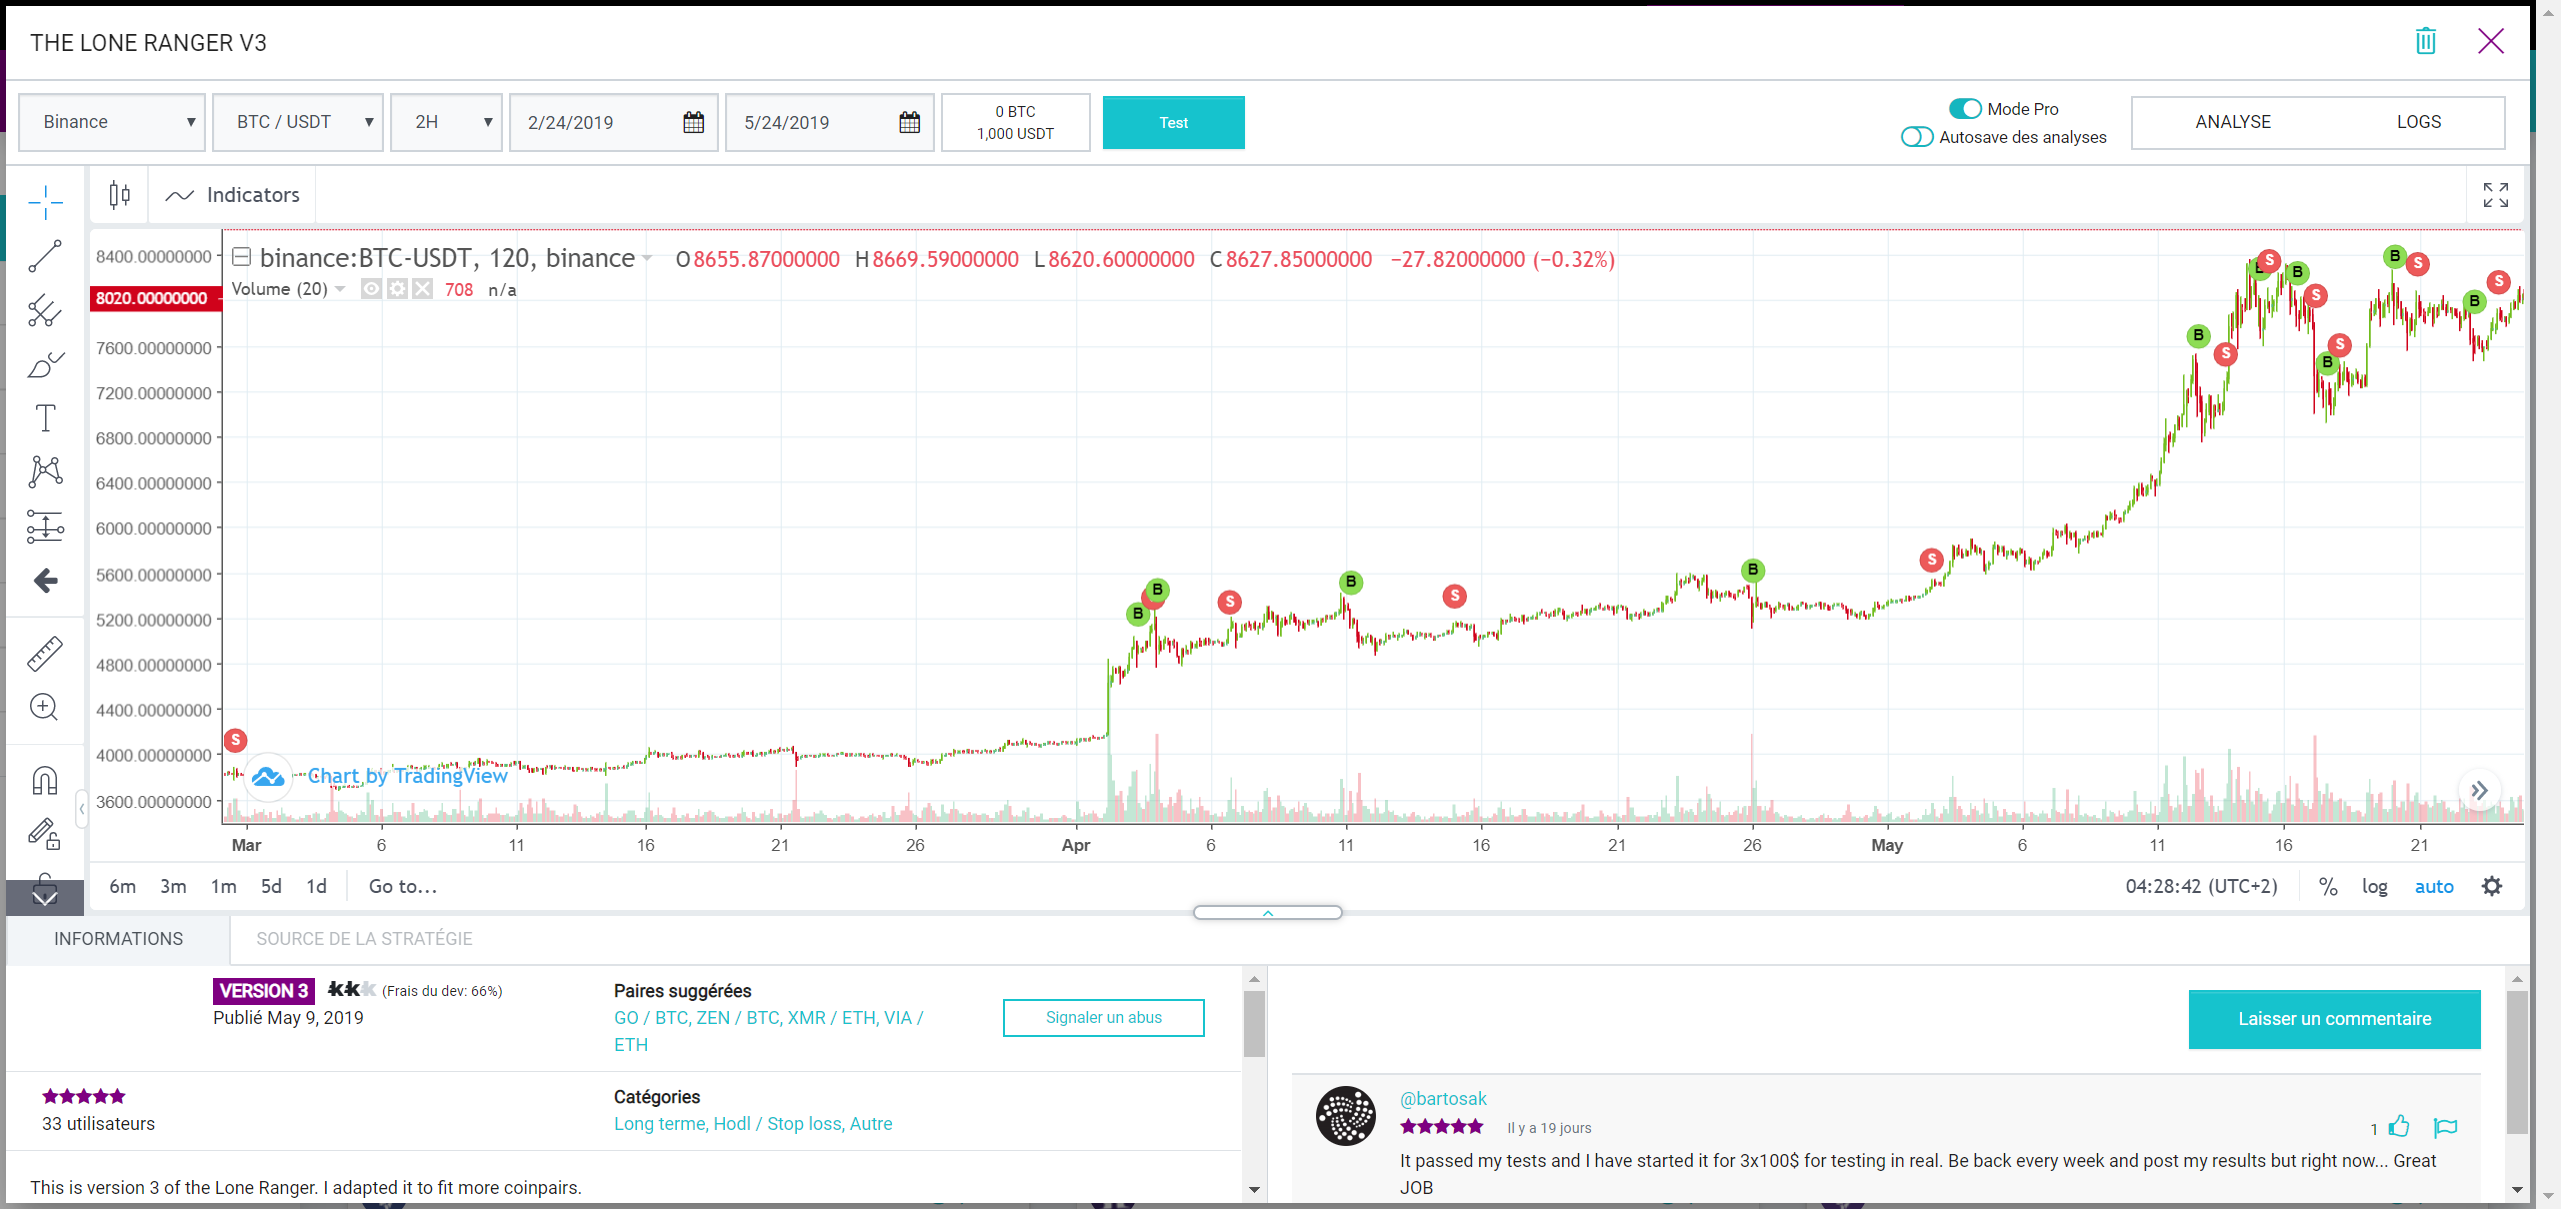 THE LONE RANGER V3
Binance
BTC / USDT
2H
2/24/2019
5/24/2019
0 BTC
1,000 USDT
Test
Mode Pro
Autosave des analyses
ANALYSE
LOGS
Indicators
binance:BTC-USDT, 120, binance O8655.87000000 H8669.59000000 L8620.60000000 C8627.85000000 −27.82000000 (−0.32%)
Volume (20) 708 n/a
8400.00000000
8020.00000000
7600.00000000
7200.00000000
6800.00000000
6400.00000000
6000.00000000
5600.00000000
5200.00000000
4800.00000000
4400.00000000
4000.00000000
3600.00000000
S
B
B
S
B
S
B
S
B
S
B
S
B
S
B
S
B
S
B
S
Chart by TradingView
Mar 6 11 16 21 26 Apr 6 11 16 21 26 May 6 11 16 21
6m 3m 1m 5d 1d Go to...
04:28:42 (UTC+2) % log auto
INFORMATIONS
SOURCE DE LA STRATÉGIE
VERSION 3 (Frais du dev: 66%)
Publié May 9, 2019
Paires suggérées
GO / BTC, ZEN / BTC, XMR / ETH, VIA /
ETH
Signaler un abus
33 utilisateurs
Catégories
Long terme, Hodl / Stop loss, Autre
This is version 3 of the Lone Ranger. I adapted it to fit more coinpairs.
Laisser un commentaire
@bartosak
Il y a 19 jours
1
It passed my tests and I have started it for 3x100$ for testing in real. Be back every week and post my results but right now... Great
JOB